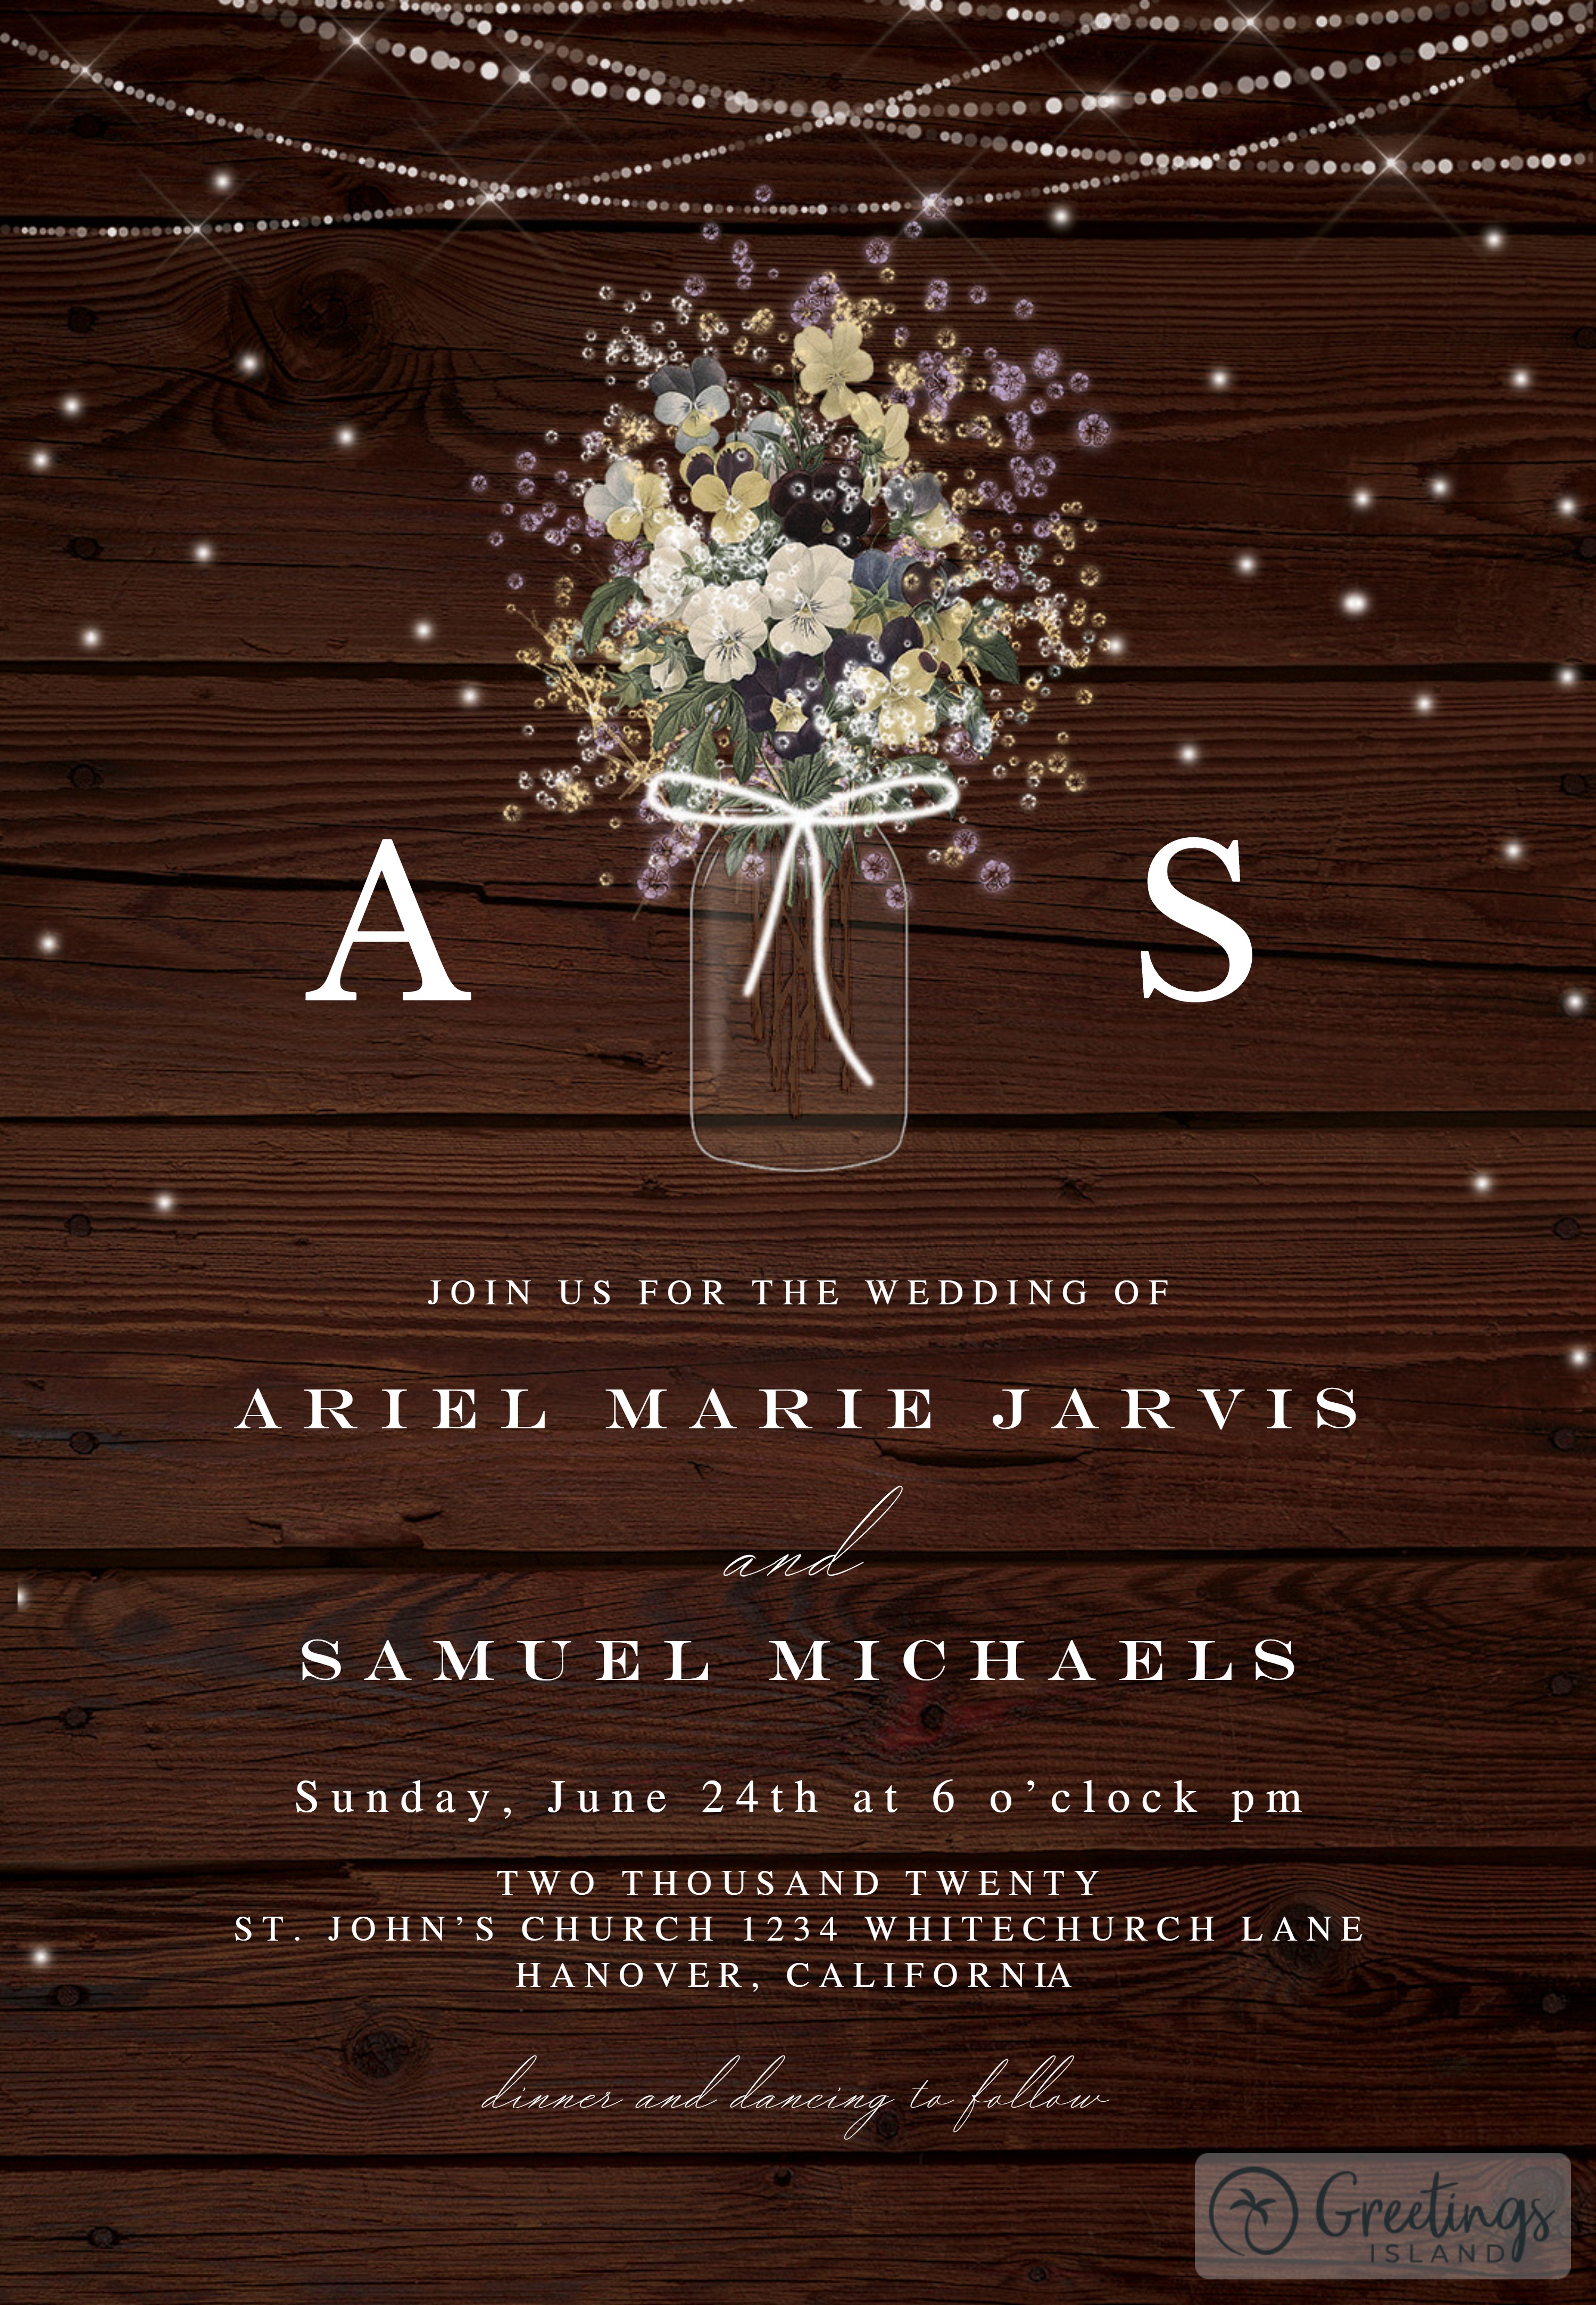 A S
JOIN US FOR THE WEDDING OF
ARIEL MARIE JARVIS
and
SAMUEL MICHAELS
Sunday, June 24th at 6 o’clock pm
TWO THOUSAND TWENTY
ST. JOHN’S CHURCH 1234 WHITECHURCH LANE
HANOVER, CALIFORNIA
dinner and dancing to follow
Greetings
ISLAND